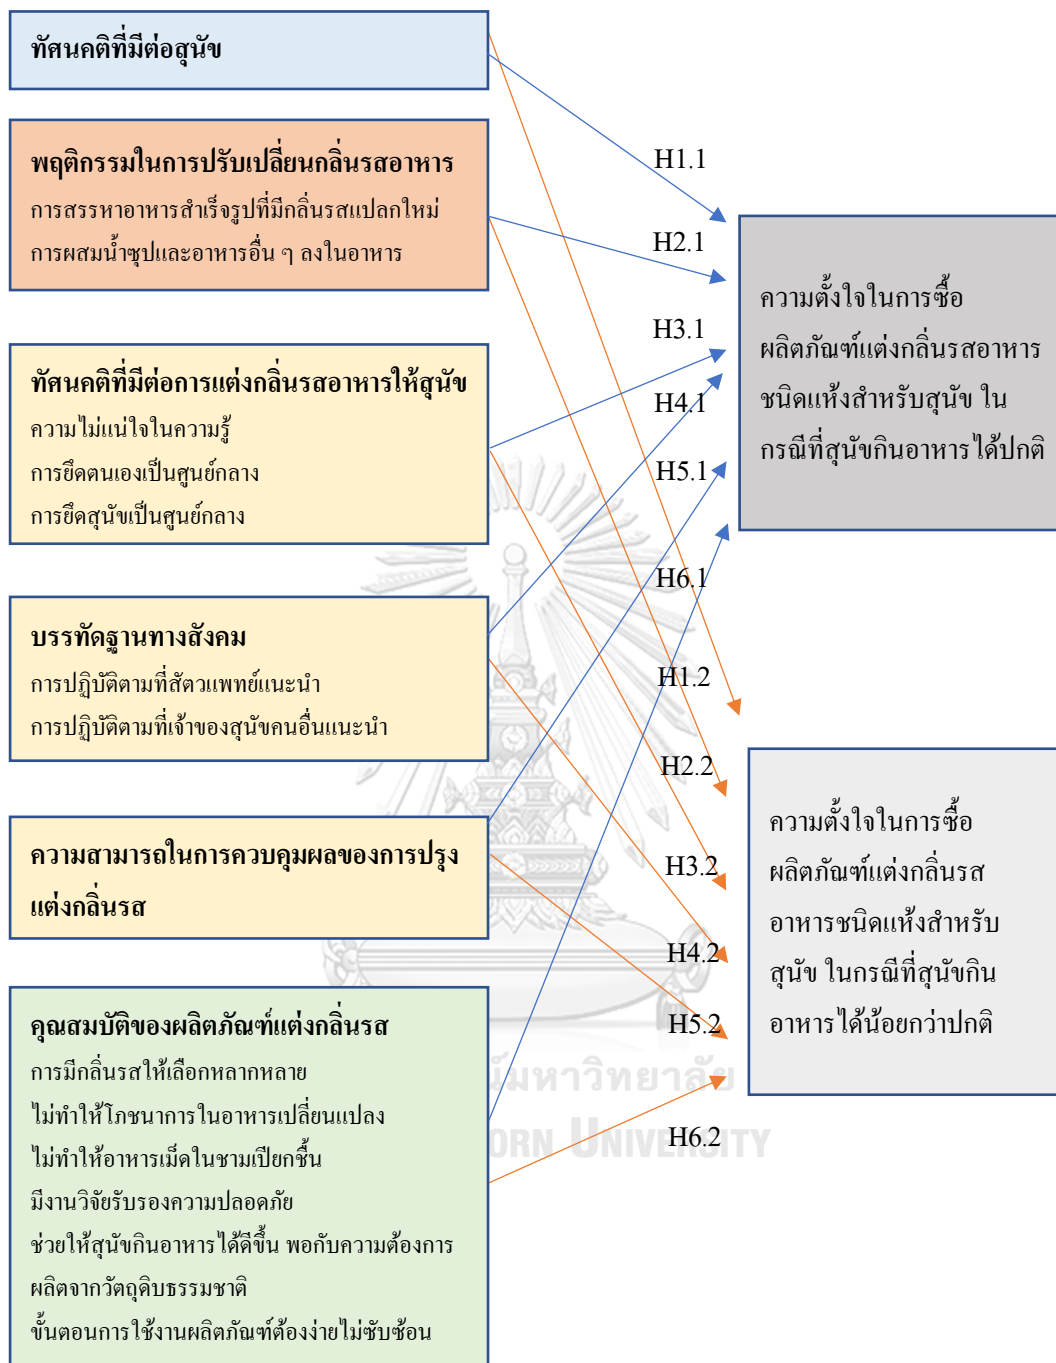 ทัศนคติที่มีต่อสุนัข
พฤติกรรมในการปรับเปลี่ยนกลิ่นรสอาหาร
การสรรหาอาหารสำเร็จรูปที่มีกลิ่นรสแปลกใหม่
การผสมน้ำซุปและอาหารอื่น ๆ ลงในอาหาร
ทัศนคติที่มีต่อการแต่งกลิ่นรสอาหารให้สุนัข
ความไม่แน่ใจในความรู้
การยึดตนเองเป็นศูนย์กลาง
การยึดสุนัขเป็นศูนย์กลาง
บรรทัดฐานทางสังคม
การปฏิบัติตามที่สัตวแพทย์แนะนำ
การปฏิบัติตามที่เจ้าของสุนัขคนอื่นแนะนำ
ความสามารถในการควบคุมผลของการปรุง
แต่งกลิ่นรส
คุณสมบัติของผลิตภัณฑ์แต่งกลิ่นรส
การมีกลิ่นรสให้เลือกหลากหลาย
ไม่ทำให้โภชนาการในอาหารเปลี่ยนแปลง
ไม่ทำให้อาหารเม็ดในชามเปียกชื้น
มีงานวิจัยรับรองความปลอดภัย
ช่วยให้สุนัขกินอาหารได้ดีขึ้น พอกับความต้องการ
ผลิตจากวัตถุดิบธรรมชาติ
ขั้นตอนการใช้งานผลิตภัณฑ์ต้องง่ายไม่ซับซ้อน
H1.1
H2.1
H3.1
H4.1
H5.1
H6.1
H1.2
H2.2
H3.2
H4.2
H5.2
H6.2
ความตั้งใจในการซื้อ
ผลิตภัณฑ์แต่งกลิ่นรสอาหาร
ชนิดแห้งสำหรับสุนัข ใน
กรณีที่สุนัขกินอาหารได้ปกติ
ความตั้งใจในการซื้อ
ผลิตภัณฑ์แต่งกลิ่นรส
อาหารชนิดแห้งสำหรับ
สุนัข ในกรณีที่สุนัขกิน
อาหารได้น้อยกว่าปกติ
มหาวิทยาลัย
UNIVERSITY